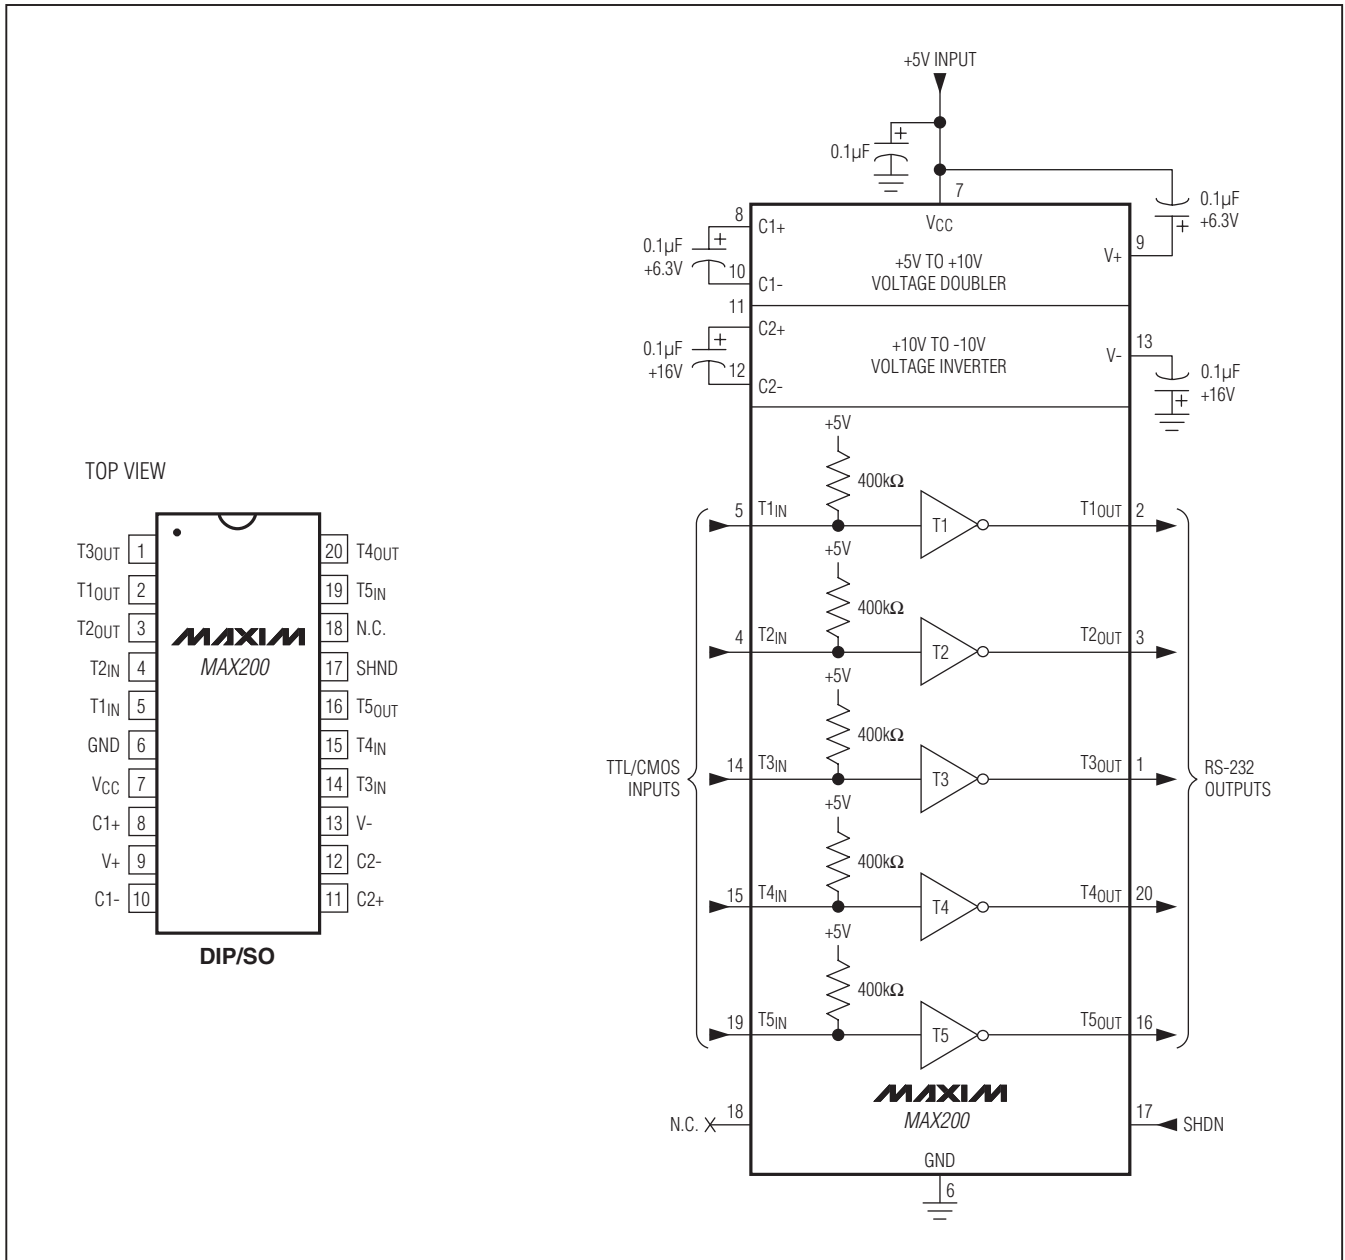 +5V INPUT
0.1µF
+
7
0.1µF
+6.3V
+
8
C1+
VCC
9
V+
0.1µF
+6.3V
+
10
C1-
+5V TO +10V
VOLTAGE DOUBLER
11
C2+
0.1µF
+16V
+
12
C2-
+10V TO -10V
VOLTAGE INVERTER
13
V-
0.1µF
+16V
+
TOP VIEW
T3OUT 1
T1OUT 2
T2OUT 3
T2IN 4
T1IN 5
GND 6
VCC 7
C1+ 8
V+ 9
C1- 10
20 T4OUT
19 T5IN
18 N.C.
17 SHND
16 T5OUT
15 T4IN
14 T3IN
13 V-
12 C2-
11 C2+
MAXIM
MAX200
DIP/SO
TTL/CMOS
INPUTS
+5V
400kΩ
5 T1IN T1 T1OUT 2
+5V
400kΩ
4 T2IN T2 T2OUT 3
+5V
400kΩ
14 T3IN T3 T3OUT 1
+5V
400kΩ
15 T4IN T4 T4OUT 20
+5V
400kΩ
19 T5IN T5 T5OUT 16
RS-232
OUTPUTS
MAXIM
MAX200
N.C. 18
17 SHDN
GND
6